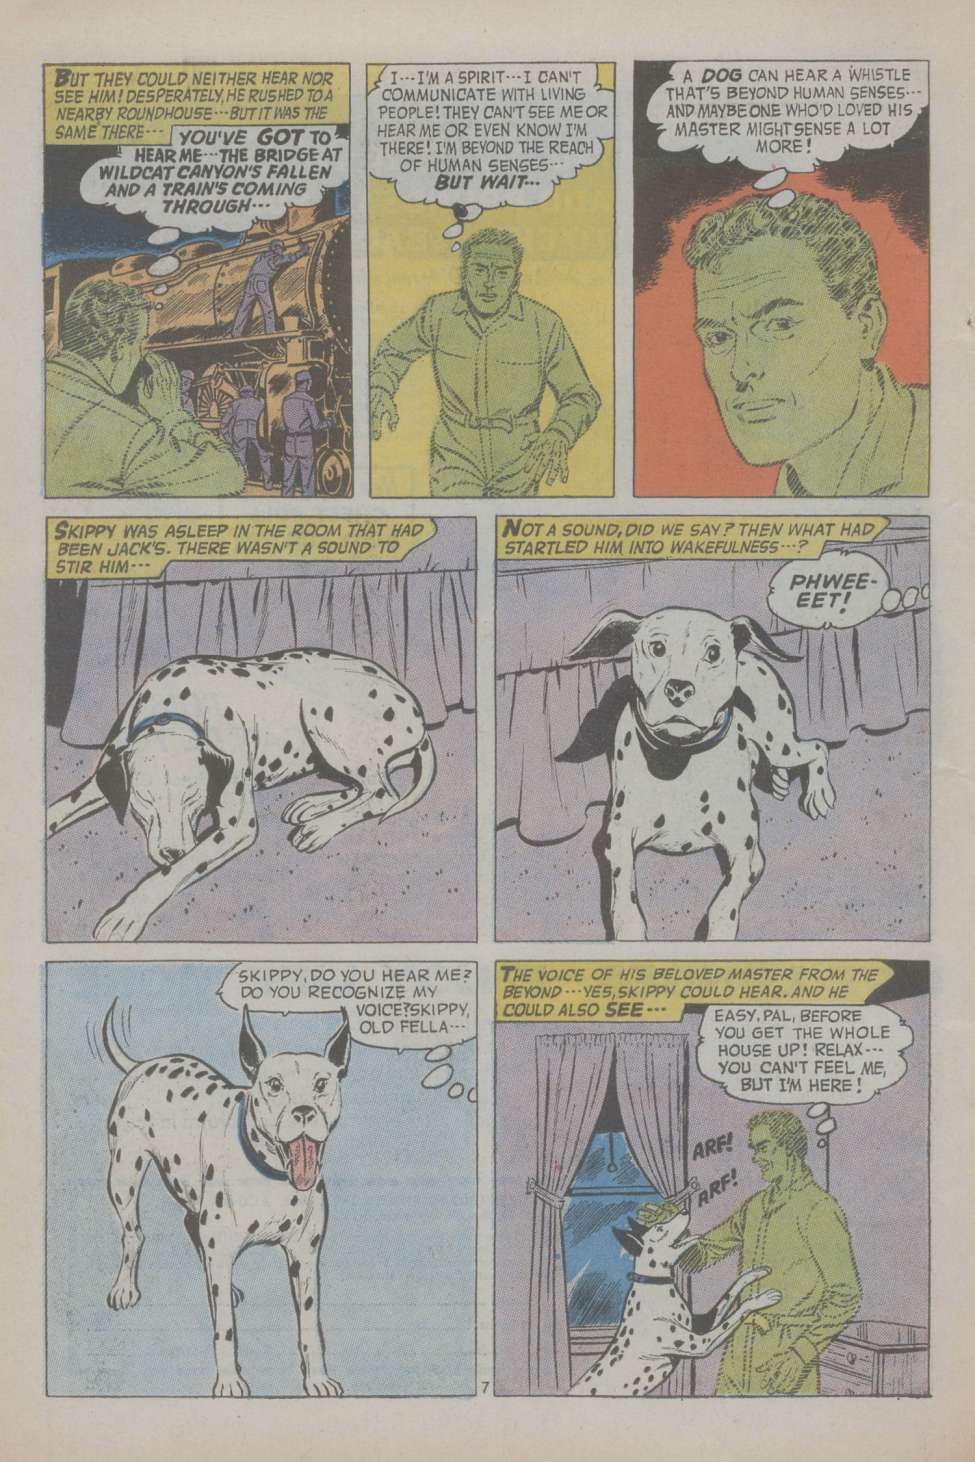 BUT THEY COULD NEITHER HEAR NOR
SEE HIM! DESPERATELY, HE RUSHED TO A
NEARBY ROUNDHOUSE---BUT IT WAS THE
SAME THERE---
YOU'VE GOT TO
HEAR ME---THE BRIDGE AT
WILDCAT CANYON'S FALLEN
AND A TRAIN'S COMING
THROUGH---
I---I'M A SPIRIT---I CAN'T
COMMUNICATE WITH LIVING
PEOPLE! THEY CAN'T SEE ME OR
HEAR ME OR EVEN KNOW I'M
THERE! I'M BEYOND THE REACH
OF HUMAN SENSES---
BUT WAIT---
A DOG CAN HEAR A WHISTLE
THAT'S BEYOND HUMAN SENSES---
AND MAYBE ONE WHO'D LOVED HIS
MASTER MIGHT SENSE A LOT
MORE!
SKIPPY WAS ASLEEP IN THE ROOM THAT HAD
BEEN JACK'S. THERE WASN'T A SOUND TO
STIR HIM---
NOT A SOUND, DID WE SAY? THEN WHAT HAD
STARTLED HIM INTO WAKEFULNESS---?
PHWEE-
EET!
SKIPPY, DO YOU HEAR ME?
DO YOU RECOGNIZE MY
VOICE? SKIPPY,
OLD FELLA---
THE VOICE OF HIS BELOVED MASTER FROM THE
BEYOND---YES, SKIPPY COULD HEAR. AND HE
COULD ALSO SEE---
EASY, PAL, BEFORE
YOU GET THE WHOLE
HOUSE UP! RELAX---
YOU CAN'T FEEL ME,
BUT I'M HERE!
ARF!
ARF!
7